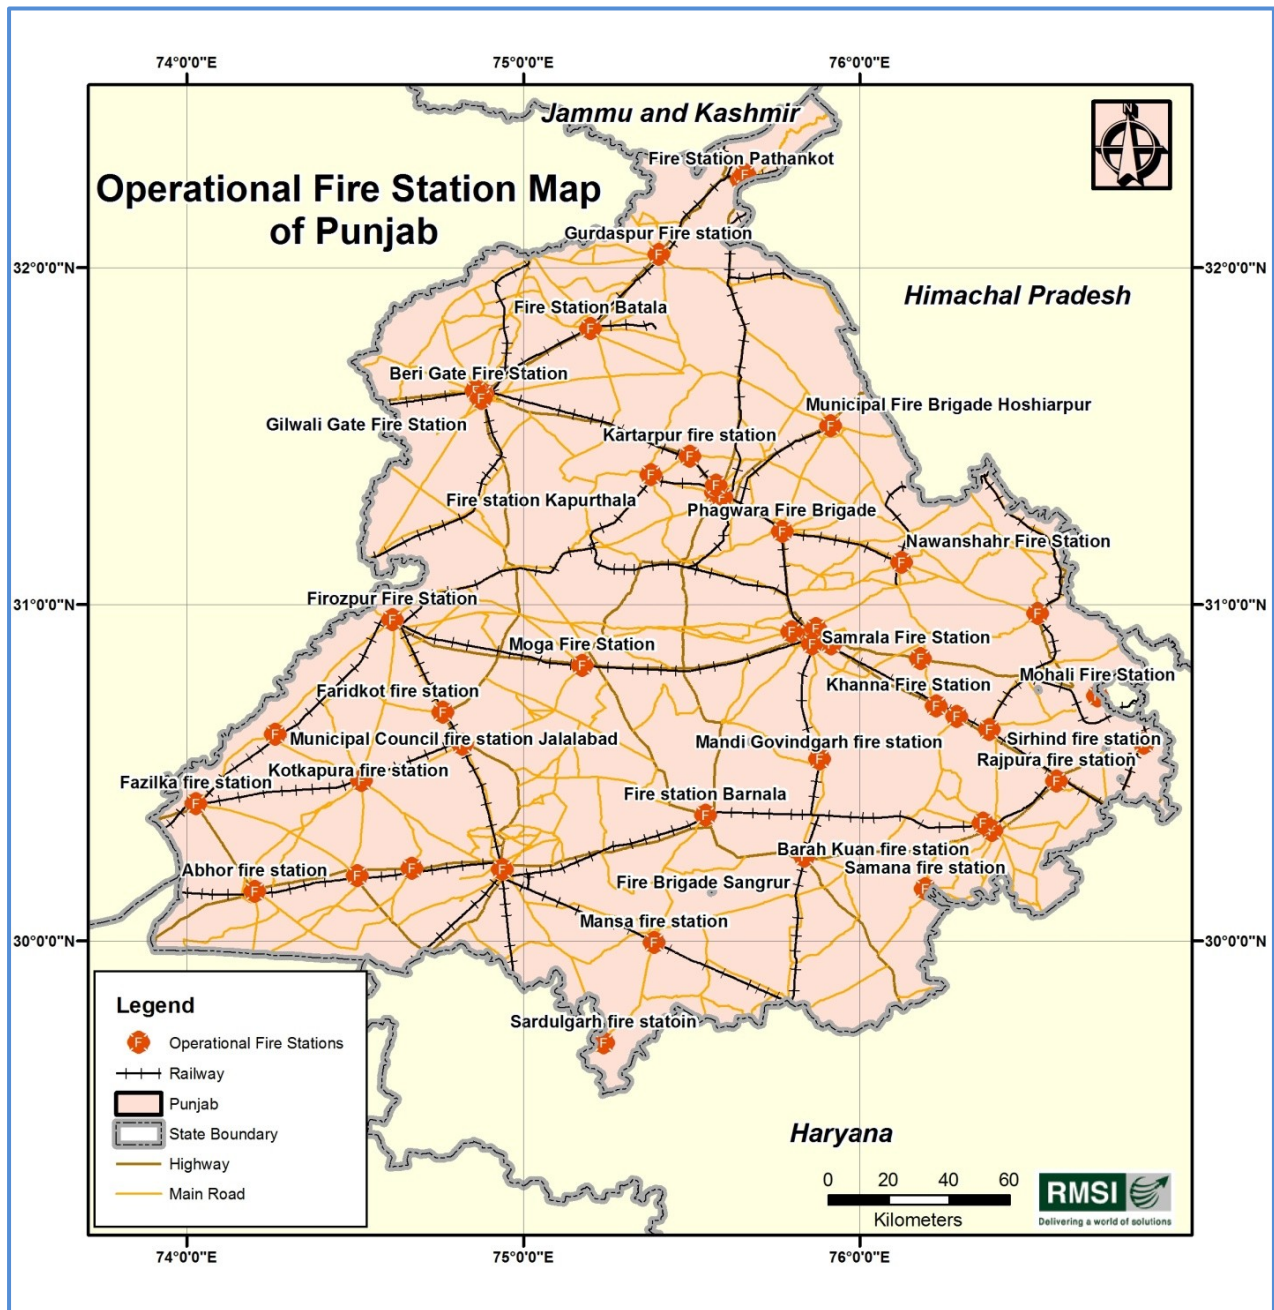 74°0'0"E
75°0'0"E
76°0'0"E
Jammu and Kashmir
N
Fire Station Pathankot
Operational Fire Station Map
of Punjab
Gurdaspur Fire station
32°0'0"N
32°0'0"N
Himachal Pradesh
Fire Station Batala
Beri Gate Fire Station
Municipal Fire Brigade Hoshiarpur
Gilwali Gate Fire Station
Kartarpur fire station
Fire station Kapurthala
Phagwara Fire Brigade
Nawanshahr Fire Station
Firozpur Fire Station
31°0'0"N
31°0'0"N
Moga Fire Station
Samrala Fire Station
Mohali Fire Station
Khanna Fire Station
Faridkot fire station
Municipal Council fire station Jalalabad
Mandi Govindgarh fire station
Sirhind fire station
Rajpura fire station
Kotkapura fire station
Fazilka fire station
Fire station Barnala
Barah Kuan fire station
Samana fire station
Abhor fire station
Fire Brigade Sangrur
Mansa fire station
30°0'0"N
30°0'0"N
Sardulgarh fire statoin
Legend
F Operational Fire Stations
Railway
Punjab
State Boundary
Highway
Main Road
Haryana
0 20 40 60
Kilometers
RMSI
Delivering a world of solutions
74°0'0"E
75°0'0"E
76°0'0"E